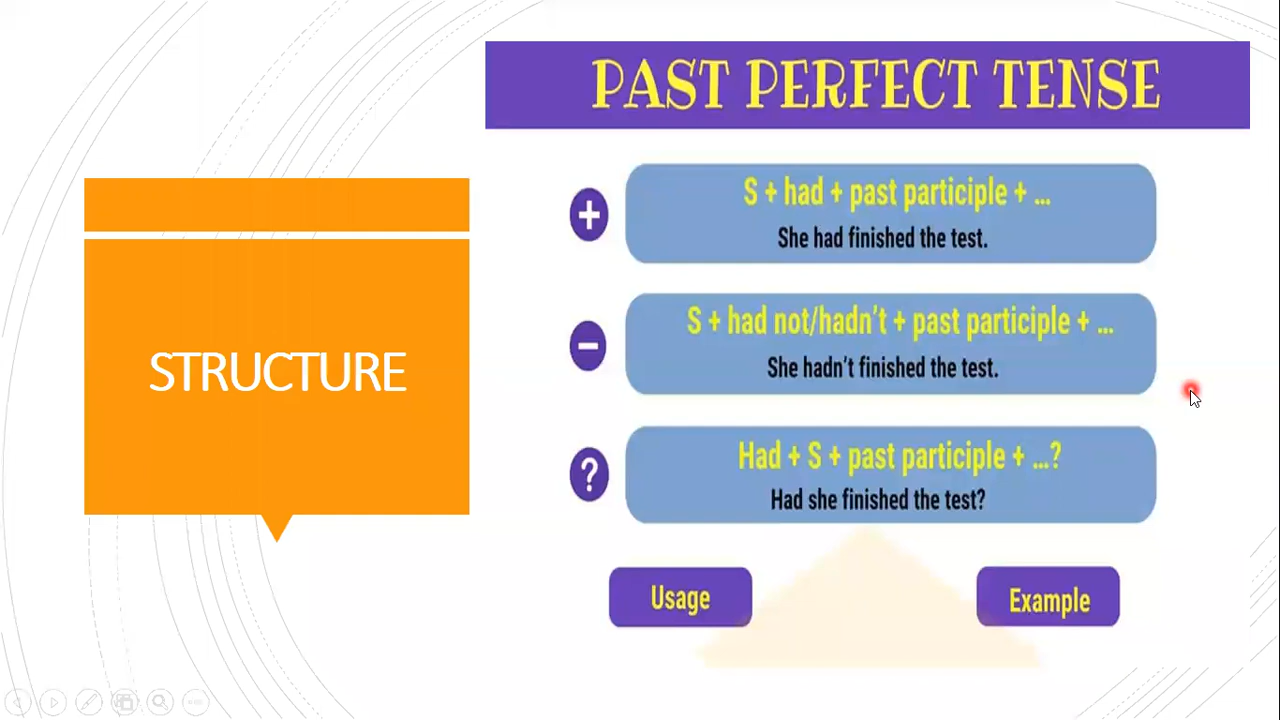 PAST PERFECT TENSE
STRUCTURE
+
S + had + past participle + ...
She had finished the test.
−
S + had not/hadn't + past participle + ...
She hadn't finished the test.
?
Had + S + past participle + ...?
Had she finished the test?
Usage
Example